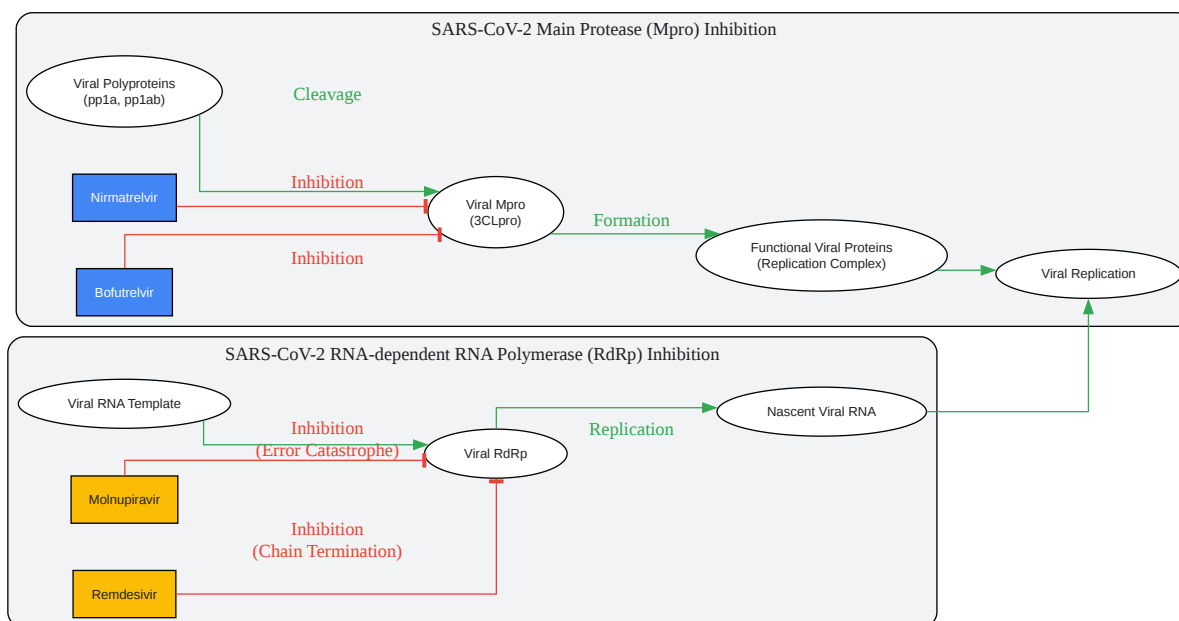 SARS-CoV-2 Main Protease (Mpro) Inhibition
Viral Polyproteins
(pp1a, pp1ab)
Cleavage
Nirmatrelvir
Inhibition
Viral Mpro
(3CLpro)
Formation
Functional Viral Proteins
(Replication Complex)
Viral Replication
Inhibition
Bofutrelvir
SARS-CoV-2 RNA-dependent RNA Polymerase (RdRp) Inhibition
Viral RNA Template
Inhibition
(Error Catastrophe)
Viral RdRp
Replication
Nascent Viral RNA
Molnupiravir
Inhibition
(Chain Termination)
Remdesivir